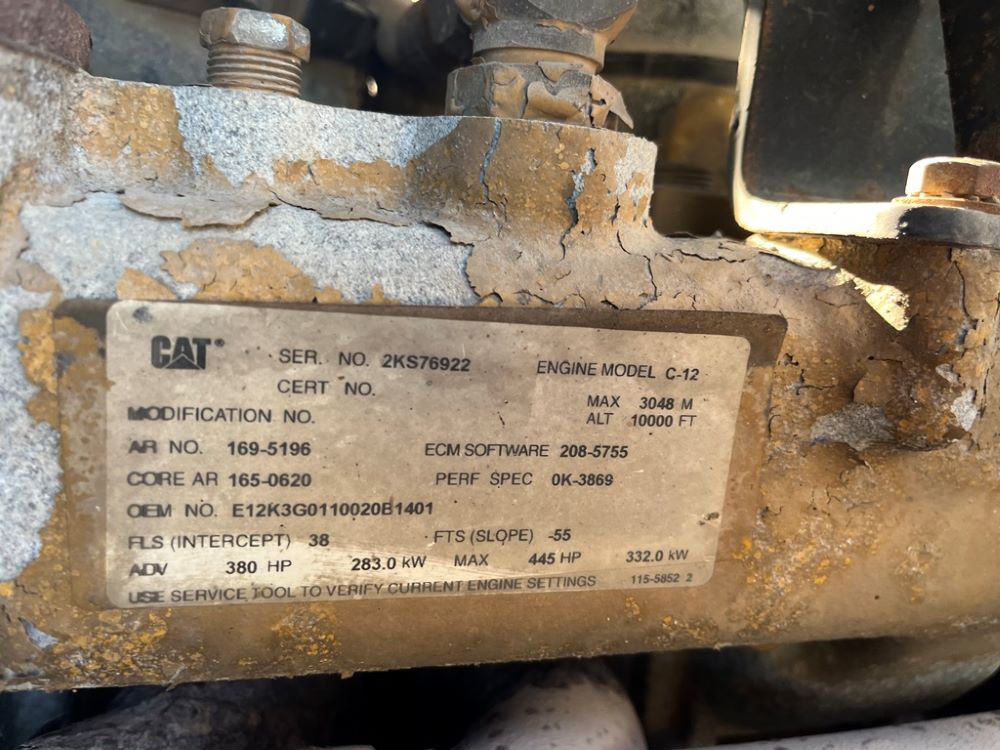 CAT® SER. NO. 2KS76922 ENGINE MODEL C-12
CERT NO. MAX 3048 M
MODIFICATION NO. ALT 10000 FT
AR NO. 169-5196 ECM SOFTWARE 208-5755
CORE AR 165-0620 PERF SPEC 0K-3869
OEM NO. E12K3G0110020B1401
FLS (INTERCEPT) 38 FTS (SLOPE) -55
ADV 380 HP 283.0 kW MAX 445 HP 332.0 kW
USE SERVICE TOOL TO VERIFY CURRENT ENGINE SETTINGS 115-5852 2